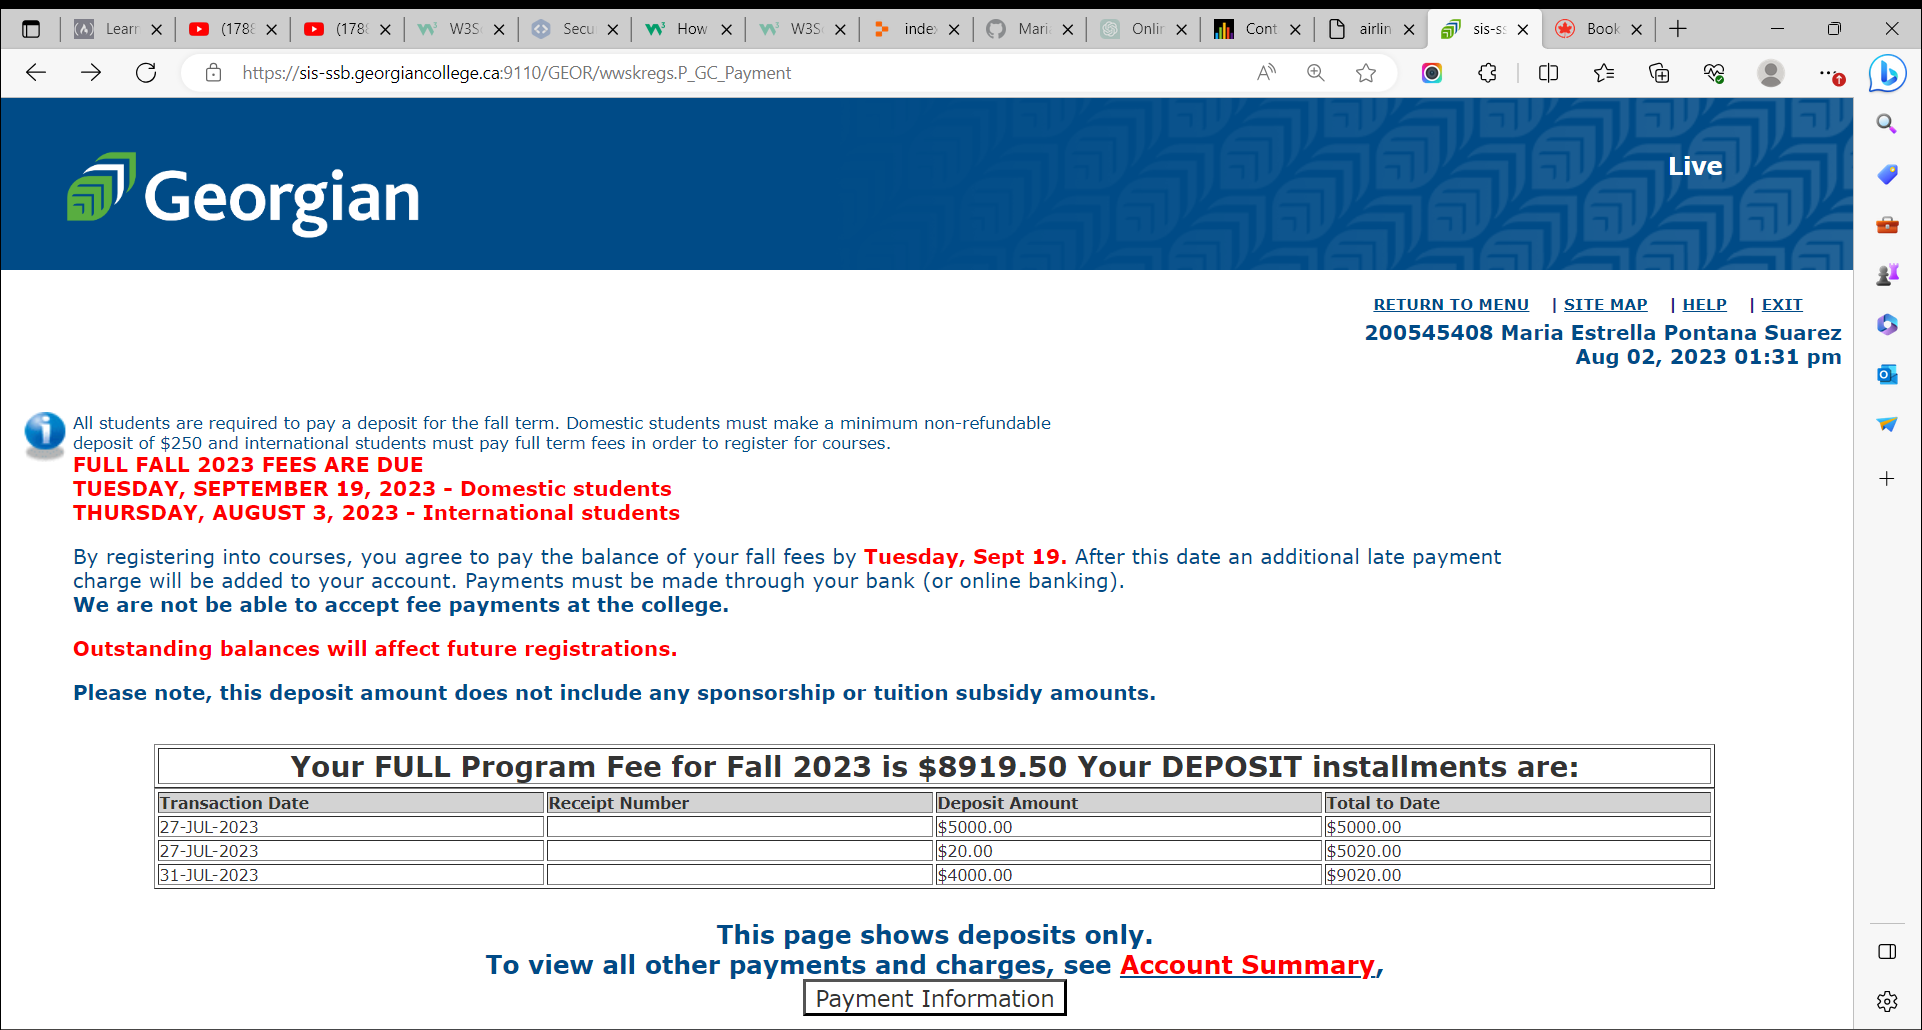 Learn
(178
(178
W3S
Secu
How
W3S
index
Maria
Onlin
Cont
airlin
sis-ss
Book
https://sis-ssb.georgiancollege.ca:9110/GEOR/wwskregs.P_GC_Payment
Georgian
Live
RETURN TO MENU | SITE MAP | HELP | EXIT
200545408 Maria Estrella Pontana Suarez
Aug 02, 2023 01:31 pm
All students are required to pay a deposit for the fall term. Domestic students must make a minimum non-refundable
deposit of $250 and international students must pay full term fees in order to register for courses.
FULL FALL 2023 FEES ARE DUE
TUESDAY, SEPTEMBER 19, 2023 - Domestic students
THURSDAY, AUGUST 3, 2023 - International students
By registering into courses, you agree to pay the balance of your fall fees by Tuesday, Sept 19. After this date an additional late payment
charge will be added to your account. Payments must be made through your bank (or online banking).
We are not be able to accept fee payments at the college.
Outstanding balances will affect future registrations.
Please note, this deposit amount does not include any sponsorship or tuition subsidy amounts.
Your FULL Program Fee for Fall 2023 is $8919.50 Your DEPOSIT installments are:
Transaction Date Receipt Number Deposit Amount Total to Date
27-JUL-2023 $5000.00 $5000.00
27-JUL-2023 $20.00 $5020.00
31-JUL-2023 $4000.00 $9020.00
This page shows deposits only.
To view all other payments and charges, see Account Summary,
Payment Information